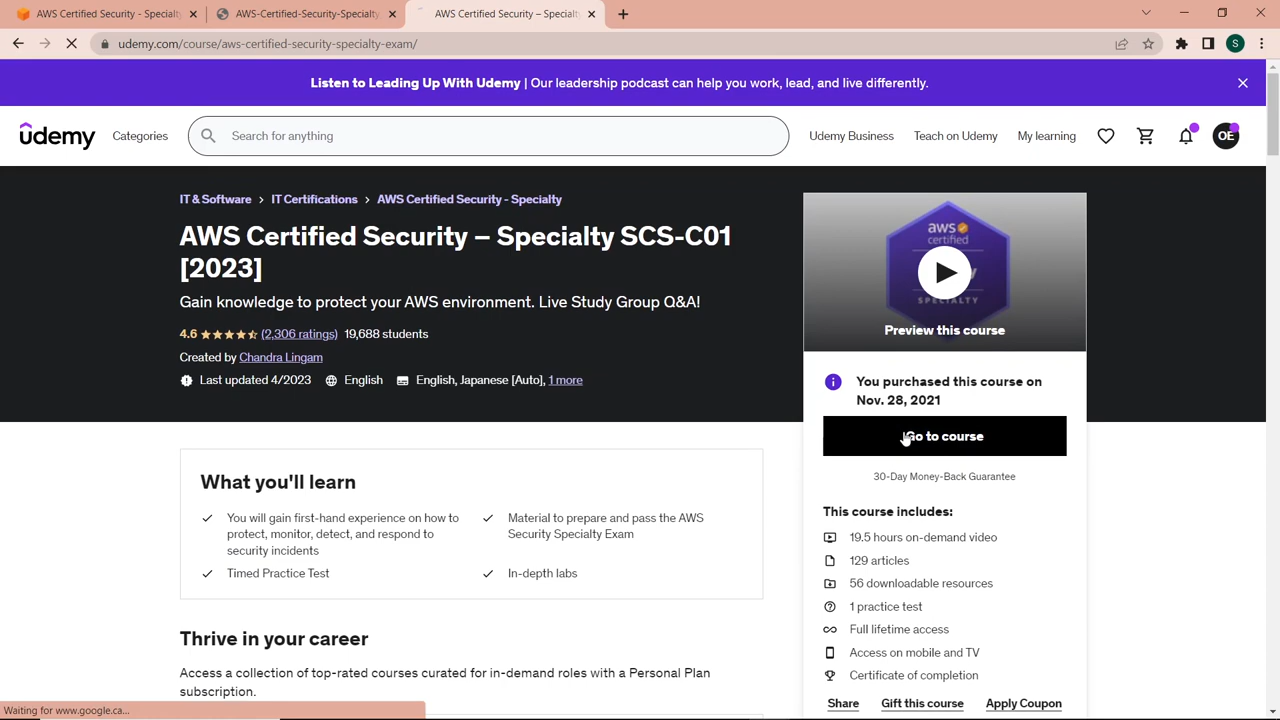 AWS Certified Security - Specialt
AWS-Certified-Security-Specialty-
AWS Certified Security – Specialt
udemy.com/course/aws-certified-security-specialty-exam/
S
Listen to Leading Up With Udemy | Our leadership podcast can help you work, lead, and live differently.
udemy
Categories
Search for anything
Udemy Business
Teach on Udemy
My learning
OE
IT & Software > IT Certifications > AWS Certified Security - Specialty
AWS Certified Security – Specialty SCS-C01
[2023]
Gain knowledge to protect your AWS environment. Live Study Group Q&A!
4.6 (2,306 ratings) 19,688 students
Created by Chandra Lingam
Last updated 4/2023 English English, Japanese [Auto], 1 more
aws
certified
SPECIALTY
Preview this course
You purchased this course on
Nov. 28, 2021
Go to course
30-Day Money-Back Guarantee
This course includes:
19.5 hours on-demand video
129 articles
56 downloadable resources
1 practice test
Full lifetime access
Access on mobile and TV
Certificate of completion
Share Gift this course Apply Coupon
What you'll learn
You will gain first-hand experience on how to
protect, monitor, detect, and respond to
security incidents
Material to prepare and pass the AWS
Security Specialty Exam
Timed Practice Test
In-depth labs
Thrive in your career
Access a collection of top-rated courses curated for in-demand roles with a Personal Plan
subscription.
Waiting for www.google.ca...